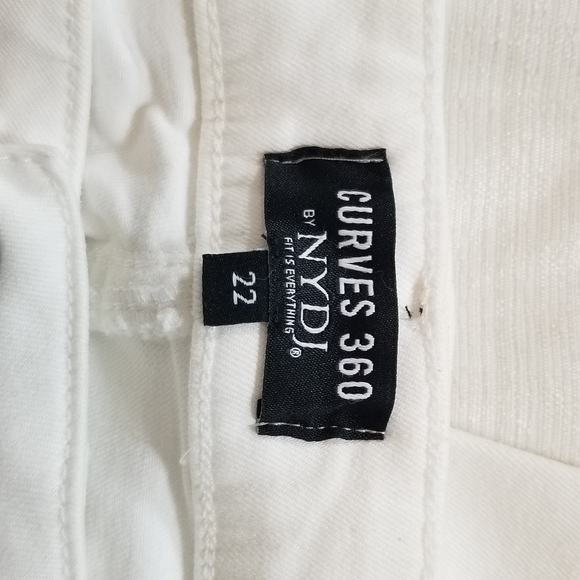 CURVES 360
BY NYDJ®
FIT IS EVERYTHING
22